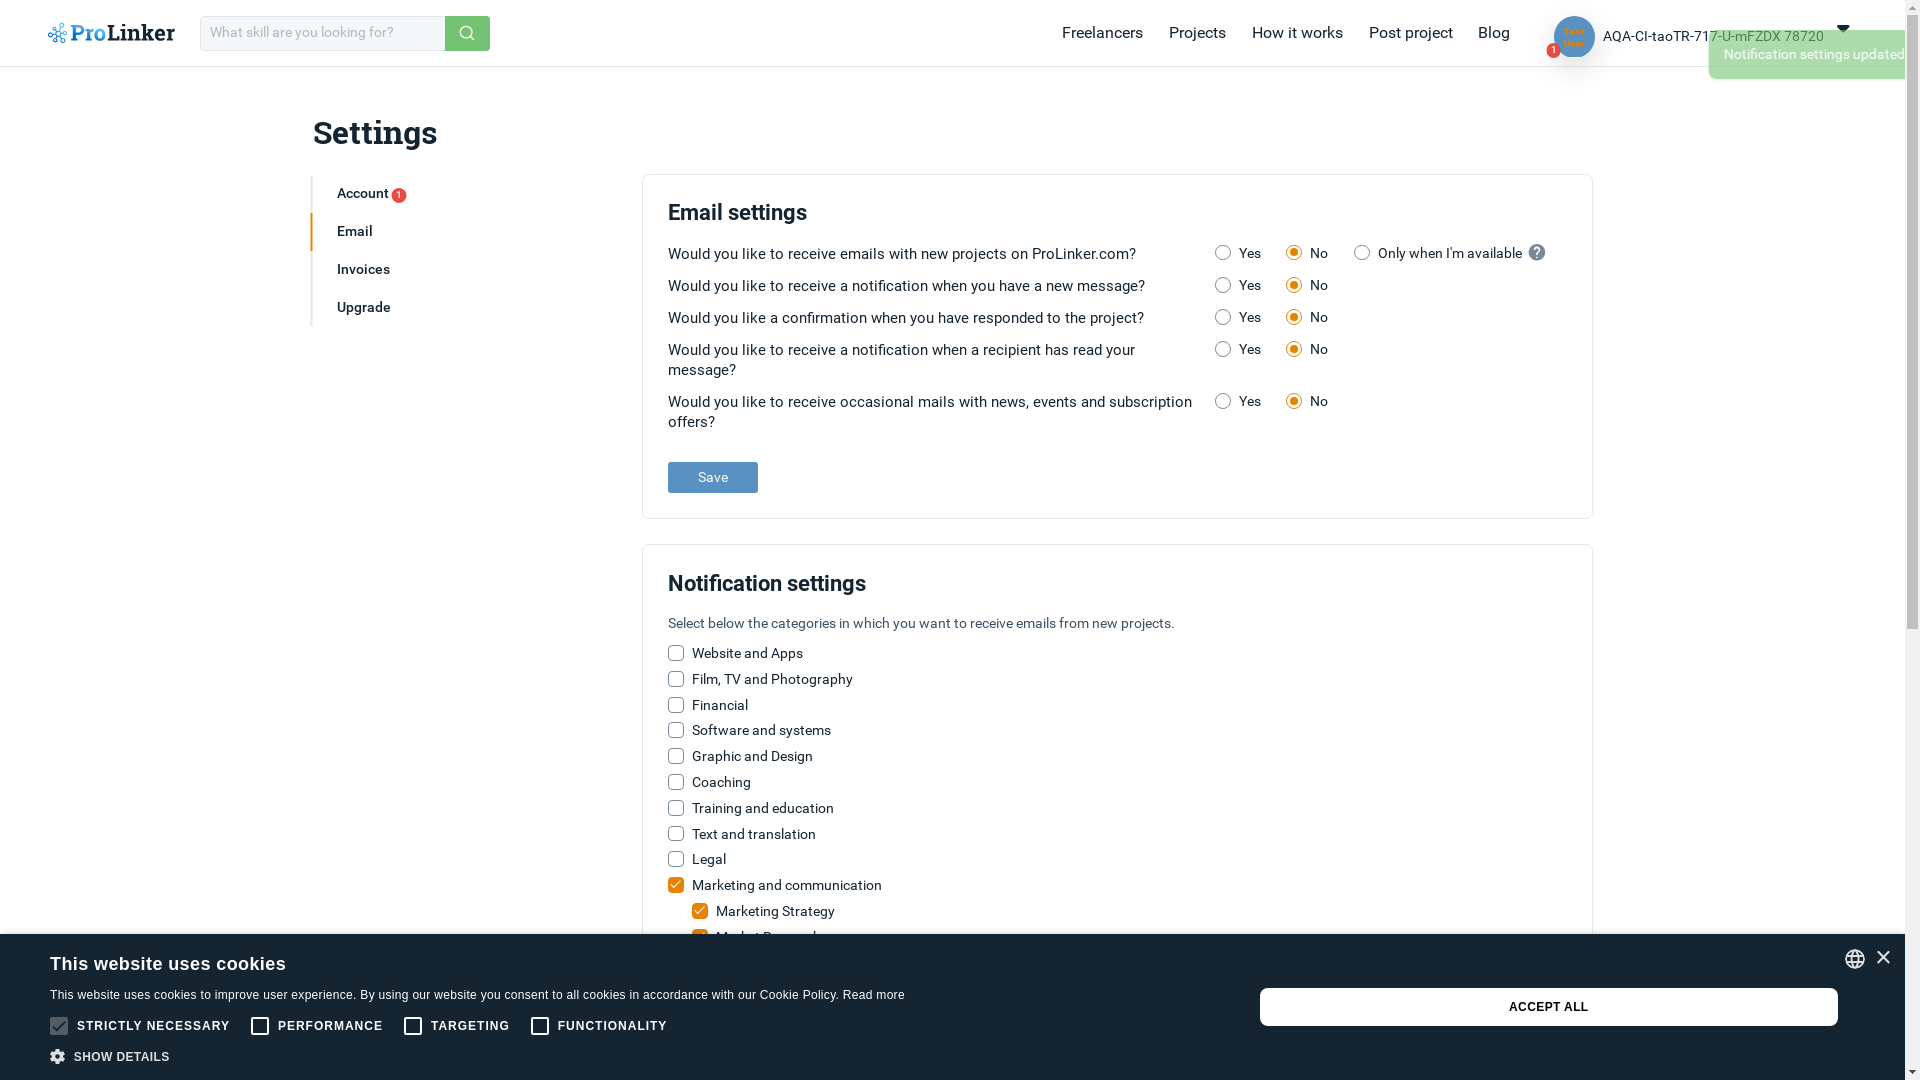 ProLinker
What skill are you looking for?
Freelancers
Projects
How it works
Post project
Blog
Test User
1
AQA-CI-taoTR-717-U-mFZDX 78720
Notification settings updated
Settings
Account 1
Email
Invoices
Upgrade
Email settings
Would you like to receive emails with new projects on ProLinker.com?
Yes
No
Only when I'm available
?
Would you like to receive a notification when you have a new message?
Yes
No
Would you like a confirmation when you have responded to the project?
Yes
No
Would you like to receive a notification when a recipient has read your
message?
Yes
No
Would you like to receive occasional mails with news, events and subscription
offers?
Yes
No
Save
Notification settings
Select below the categories in which you want to receive emails from new projects.
Website and Apps
Film, TV and Photography
Financial
Software and systems
Graphic and Design
Coaching
Training and education
Text and translation
Legal
Marketing and communication
Marketing Strategy
This website uses cookies
This website uses cookies to improve user experience. By using our website you consent to all cookies in accordance with our Cookie Policy. Read more
STRICTLY NECESSARY
PERFORMANCE
TARGETING
FUNCTIONALITY
SHOW DETAILS
ACCEPT ALL
×